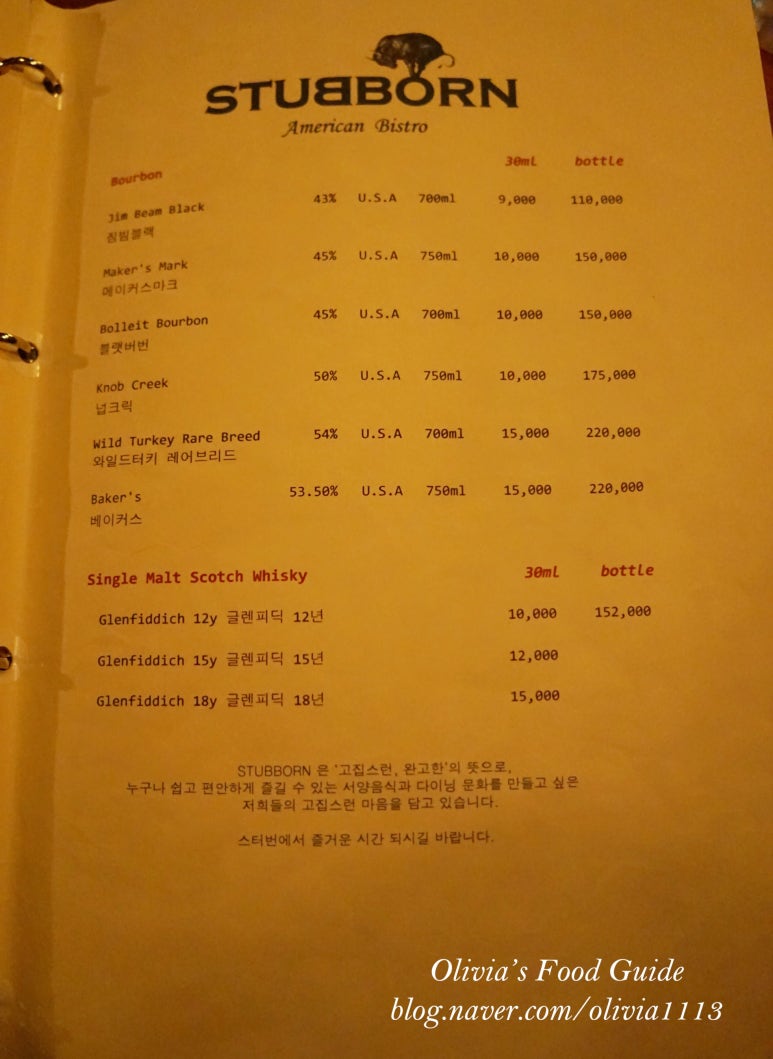 STUBBORN
American Bistro
Bourbon 30ml bottle
Jim Beam Black 43% U.S.A 700ml 9,000 110,000
짐빔블랙
Maker's Mark 45% U.S.A 750ml 10,000 150,000
메이커스마크
Bolleit Bourbon 45% U.S.A 700ml 10,000 150,000
블랫버번
Knob Creek 50% U.S.A 750ml 10,000 175,000
넙크릭
Wild Turkey Rare Breed 54% U.S.A 700ml 15,000 220,000
와일드터키 레어브리드
Baker's 53.50% U.S.A 750ml 15,000 220,000
베이커스
Single Malt Scotch Whisky 30ml bottle
Glenfiddich 12y 글렌피딕 12년 10,000 152,000
Glenfiddich 15y 글렌피딕 15년 12,000
Glenfiddich 18y 글렌피딕 18년 15,000
STUBBORN 은 '고집스런, 완고한'의 뜻으로,
누구나 쉽고 편안하게 즐길 수 있는 서양음식과 다이닝 문화를 만들고 싶은
저희들의 고집스런 마음을 담고 있습니다.
스터번에서 즐거운 시간 되시길 바랍니다.
Olivia's Food Guide
blog.naver.com/olivia1113